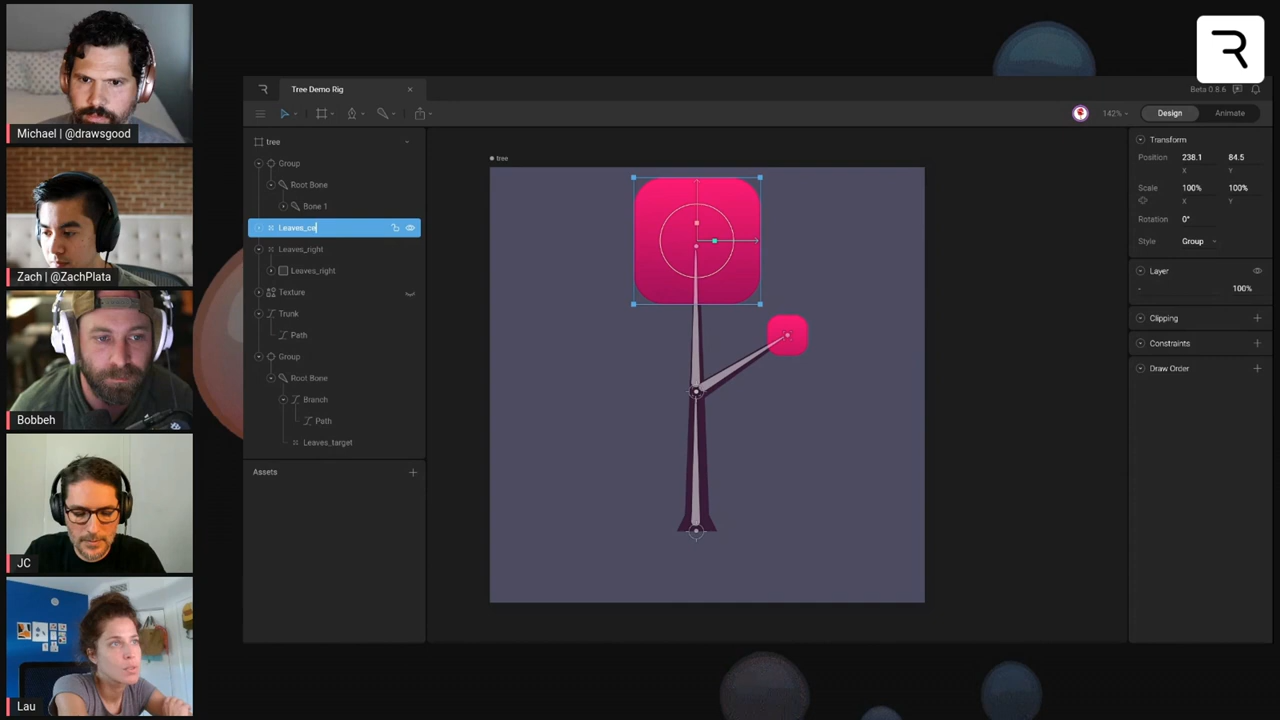 Michael | @drawsgood
Zach | @ZachPlata
Bobbeh
JC
Lau
R
Tree Demo Rig
Beta 0.8.6
142%
Design
Animate
tree
Group
Root Bone
Bone 1
Leaves_ce
Leaves_right
Leaves_right
Texture
Trunk
Path
Group
Root Bone
Branch
Path
Leaves_target
Assets
tree
Transform
Position
238.1
84.5
X
Y
Scale
100%
100%
X
Y
Rotation
0°
Style
Group
Layer
-
100%
Clipping
Constraints
Draw Order